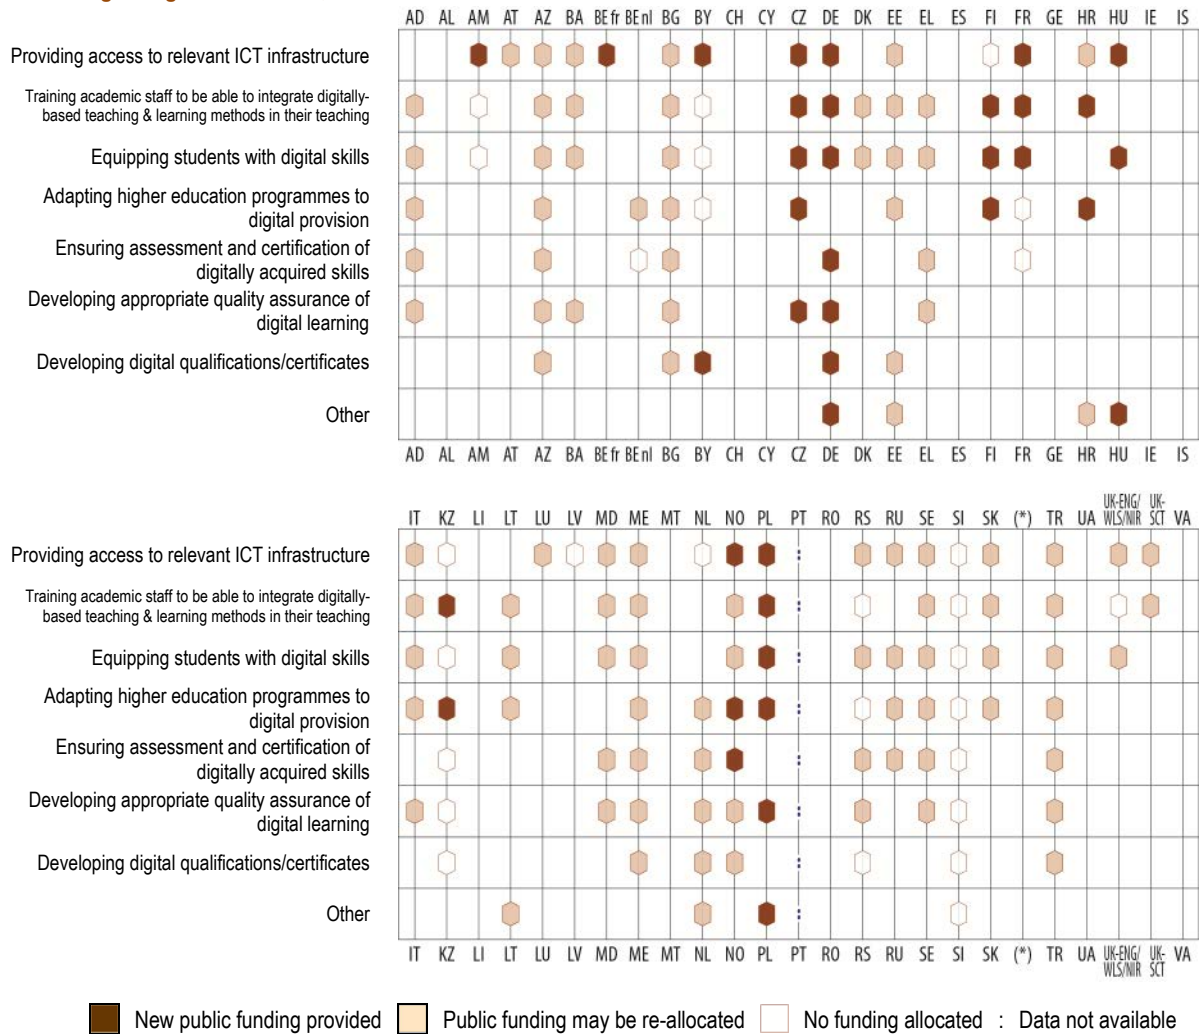 AD AL AM AT AZ BA BE fr BE nl BG BY CH CY CZ DE DK EE EL ES FI FR GE HR HU IE IS
Providing access to relevant ICT infrastructure
Training academic staff to be able to integrate digitally-
based teaching & learning methods in their teaching
Equipping students with digital skills
Adapting higher education programmes to
digital provision
Ensuring assessment and certification of
digitally acquired skills
Developing appropriate quality assurance of
digital learning
Developing digital qualifications/certificates
Other
AD AL AM AT AZ BA BE fr BE nl BG BY CH CY CZ DE DK EE EL ES FI FR GE HR HU IE IS
IT KZ LI LT LU LV MD ME MT NL NO PL PT RO RS RU SE SI SK (*) TR UA UK-ENG/WLS/NIR UK-SCT VA
Providing access to relevant ICT infrastructure :
Training academic staff to be able to integrate digitally-
based teaching & learning methods in their teaching :
Equipping students with digital skills :
Adapting higher education programmes to
digital provision :
Ensuring assessment and certification of
digitally acquired skills :
Developing appropriate quality assurance of
digital learning :
Developing digital qualifications/certificates :
Other :
IT KZ LI LT LU LV MD ME MT NL NO PL PT RO RS RU SE SI SK (*) TR UA UK-ENG/WLS/NIR UK-SCT VA
New public funding provided Public funding may be re-allocated No funding allocated : Data not available